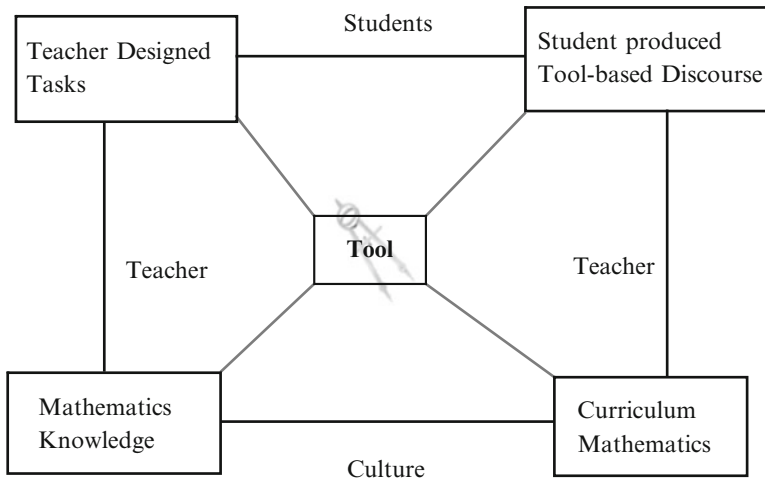 Students
Teacher Designed
Tasks
Student produced
Tool-based Discourse
Tool
Teacher
Teacher
Mathematics
Knowledge
Curriculum
Mathematics
Culture